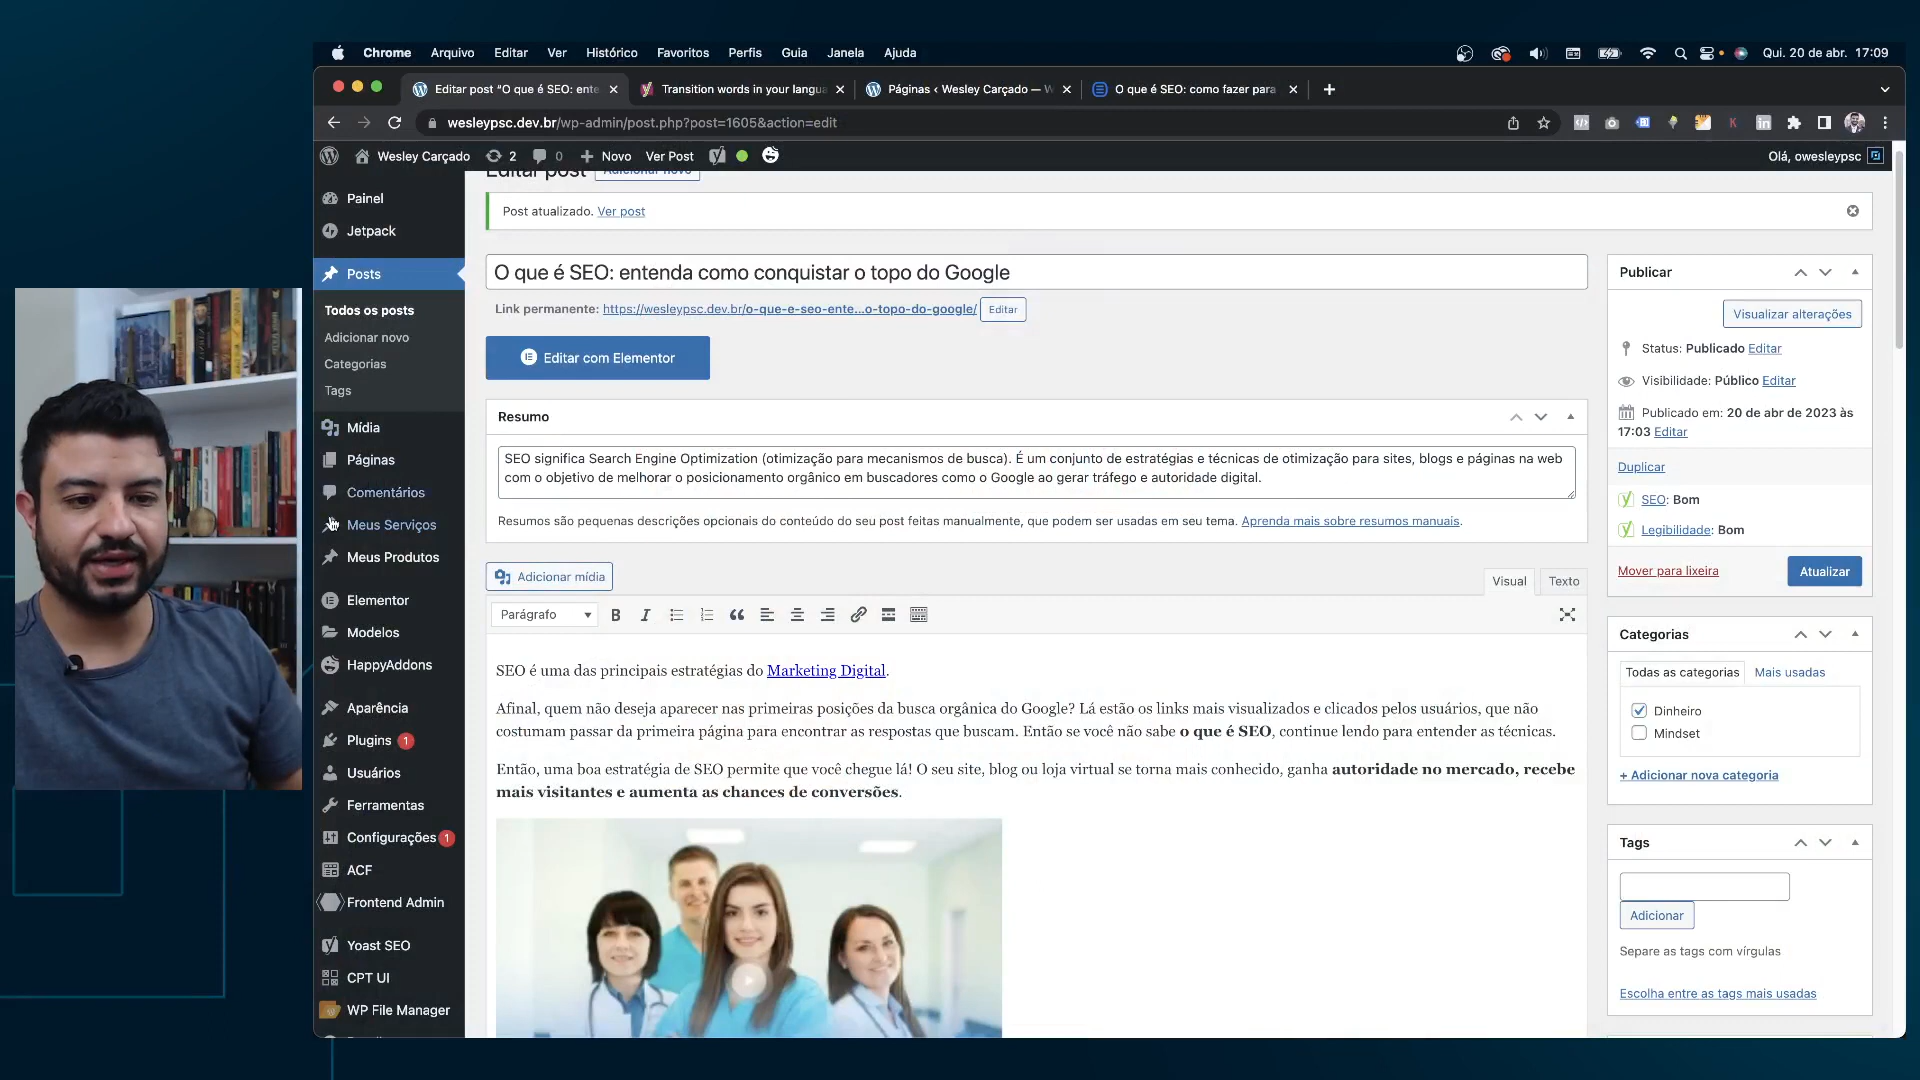 Chrome Arquivo Editar Ver Histórico Favoritos Perfis Guia Janela Ajuda
Qui. 20 de abr. 17:09
Editar post "O que é SEO: ente
Transition words in your langua
Páginas ‹ Wesley Carçado — W
O que é SEO: como fazer para
wesleypsc.dev.br/wp-admin/post.php?post=1605&action=edit
Wesley Carçado 2 0 Novo Ver Post
Olá, owesleypsc
Painel
Jetpack
Posts
Todos os posts
Adicionar novo
Categorias
Tags
Mídia
Páginas
Comentários
Meus Serviços
Meus Produtos
Elementor
Modelos
HappyAddons
Aparência
Plugins 1
Usuários
Ferramentas
Configurações 1
ACF
Frontend Admin
Yoast SEO
CPT UI
WP File Manager
Editar post Adicionar novo
Post atualizado. Ver post
O que é SEO: entenda como conquistar o topo do Google
Link permanente: https://wesleypsc.dev.br/o-que-e-seo-ente...o-topo-do-google/ Editar
Editar com Elementor
Resumo
SEO significa Search Engine Optimization (otimização para mecanismos de busca). É um conjunto de estratégias e técnicas de otimização para sites, blogs e páginas na web
com o objetivo de melhorar o posicionamento orgânico em buscadores como o Google ao gerar tráfego e autoridade digital.
Resumos são pequenas descrições opcionais do conteúdo do seu post feitas manualmente, que podem ser usadas em seu tema. Aprenda mais sobre resumos manuais.
Adicionar mídia
Visual Texto
Parágrafo
SEO é uma das principais estratégias do Marketing Digital.
Afinal, quem não deseja aparecer nas primeiras posições da busca orgânica do Google? Lá estão os links mais visualizados e clicados pelos usuários, que não
costumam passar da primeira página para encontrar as respostas que buscam. Então se você não sabe o que é SEO, continue lendo para entender as técnicas.
Então, uma boa estratégia de SEO permite que você chegue lá! O seu site, blog ou loja virtual se torna mais conhecido, ganha autoridade no mercado, recebe
mais visitantes e aumenta as chances de conversões.
Publicar
Visualizar alterações
Status: Publicado Editar
Visibilidade: Público Editar
Publicado em: 20 de abr de 2023 às
17:03 Editar
Duplicar
SEO: Bom
Legibilidade: Bom
Mover para lixeira
Atualizar
Categorias
Todas as categorias Mais usadas
Dinheiro
Mindset
+ Adicionar nova categoria
Tags
Adicionar
Separe as tags com vírgulas
Escolha entre as tags mais usadas